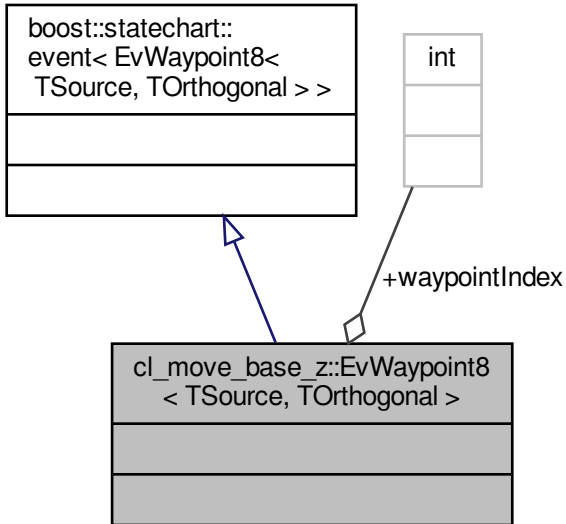 boost::statechart::
event< EvWaypoint8<
TSource, TOrthogonal > >
int
+waypointIndex
cl_move_base_z::EvWaypoint8
< TSource, TOrthogonal >